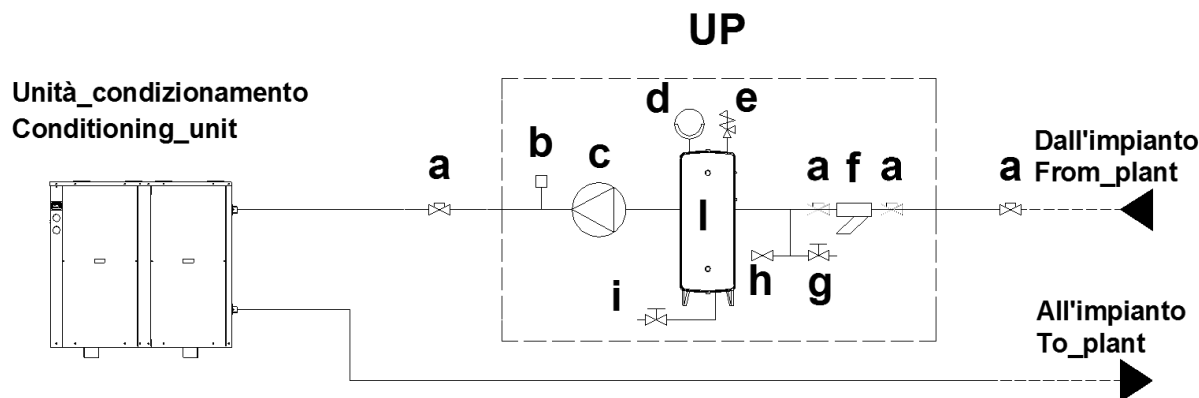 UP
Unità_condizionamento
Conditioning_unit
d
e
Dall'impianto
From_plant
b
c
a
a
f
a
a
l
h
g
i
All'impianto
To_plant